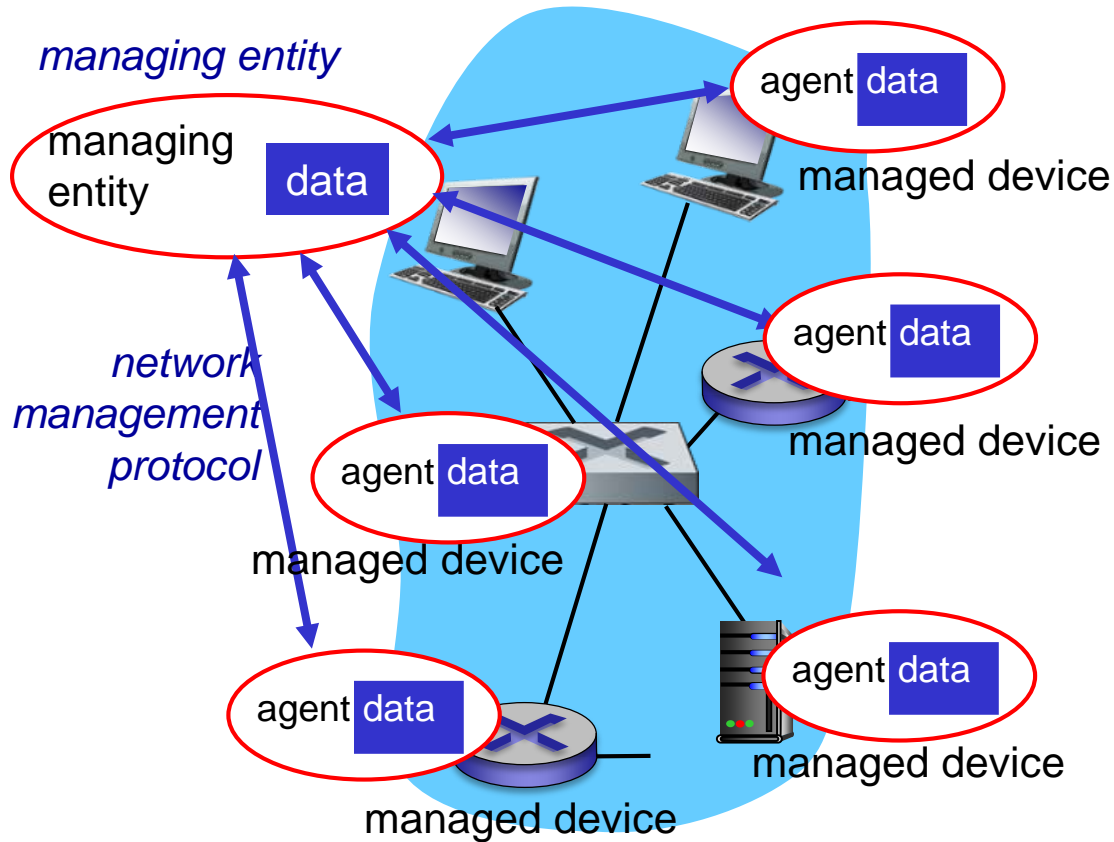 managing entity
managing
entity
data
agent data
managed device
agent data
managed device
network
management
protocol
agent data
managed device
agent data
managed device
agent data
managed device